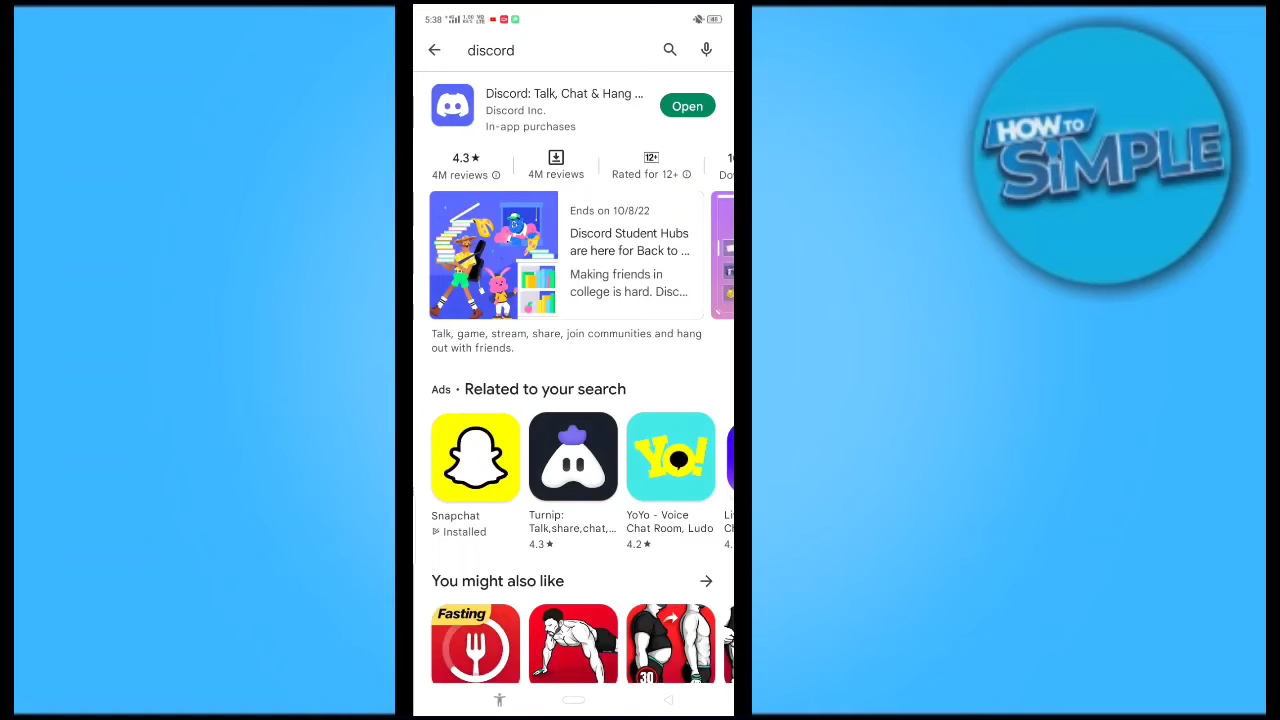 5:38
discord
Discord: Talk, Chat & Hang ...
Open
Discord Inc.
In-app purchases
4.3★
4M reviews
4M reviews
12+
Rated for 12+
Ends on 10/8/22
Discord Student Hubs
are here for Back to ...
Making friends in
college is hard. Disc...
Talk, game, stream, share, join communities and hang
out with friends.
Ads • Related to your search
Snapchat
Installed
Turnip:
Talk,share,chat,...
4.3★
YoYo - Voice
Chat Room, Ludo
4.2★
You might also like
Fasting
30
HOW TO
SiMPLE